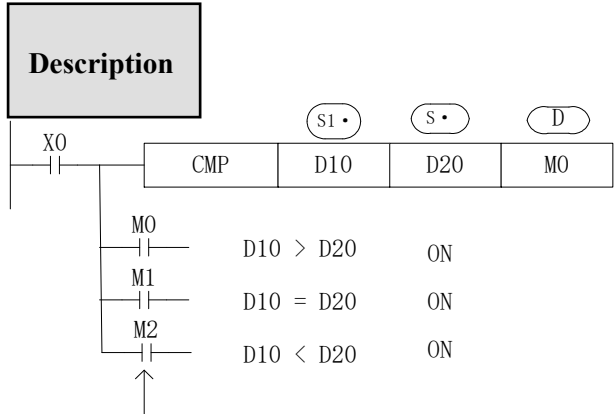 Description
S1· S· D
X0
CMP D10 D20 M0
M0
D10 > D20 ON
M1
D10 = D20 ON
M2
D10 < D20 ON